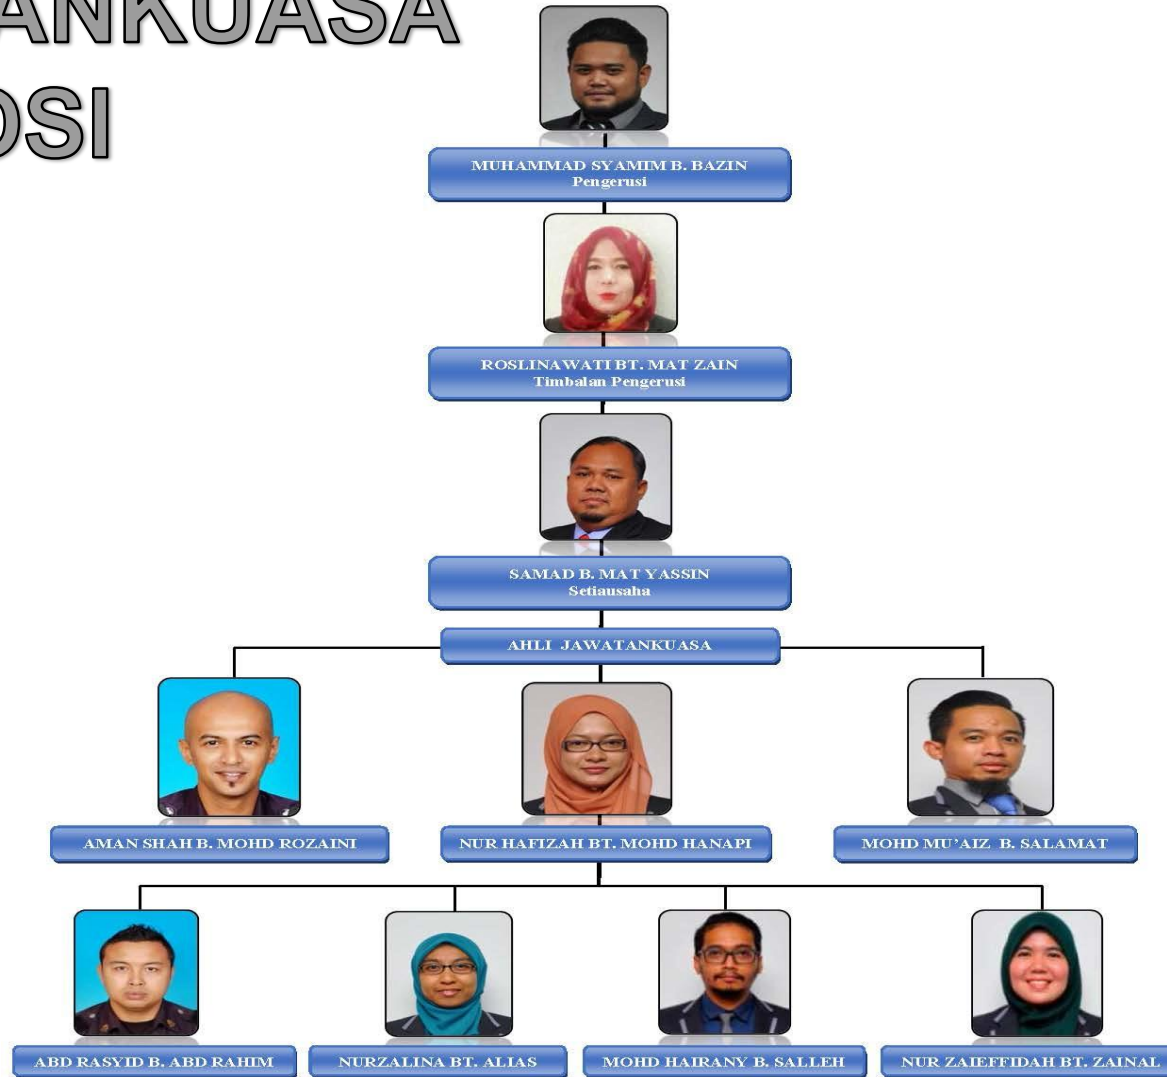 ANKUASA
OSI
MUHAMMAD SYAMIM B. BAZIN
Pengerusi
ROSLINAWATI BT. MAT ZAIN
Timbalan Pengerusi
SAMAD B. MAT YASSIN
Setiausaha
AHLI JAWATANKUASA
AMAN SHAH B. MOHD ROZAINI
NUR HAFIZAH BT. MOHD HANAPI
MOHD MU’AIZ B. SALAMAT
ABD RASYID B. ABD RAHIM
NURZALINA BT. ALIAS
MOHD HAIRANY B. SALLEH
NUR ZAIEFFIDAH BT. ZAINAL